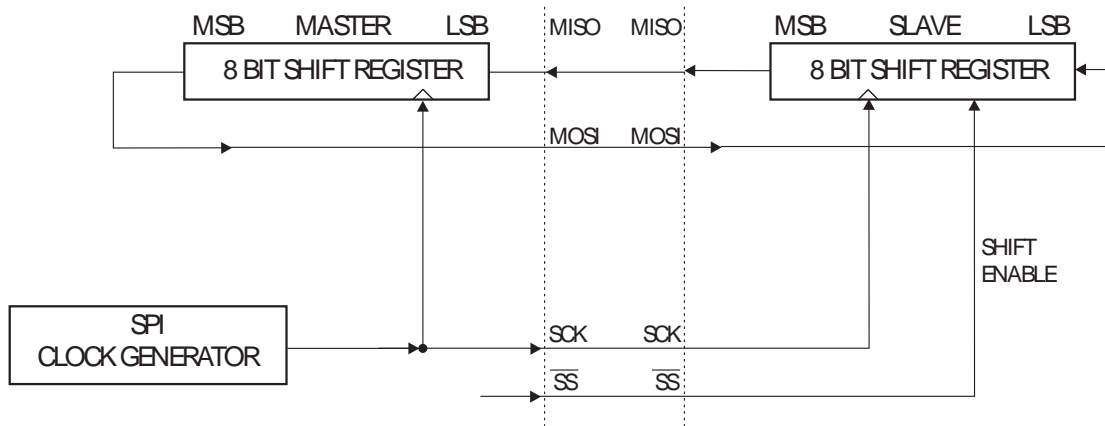 MSB MASTER LSB MISO MISO MSB SLAVE LSB
8 BIT SHIFT REGISTER 8 BIT SHIFT REGISTER
MOSI MOSI
SHIFT
ENABLE
SPI
CLOCK GENERATOR
SCK SCK
SS SS